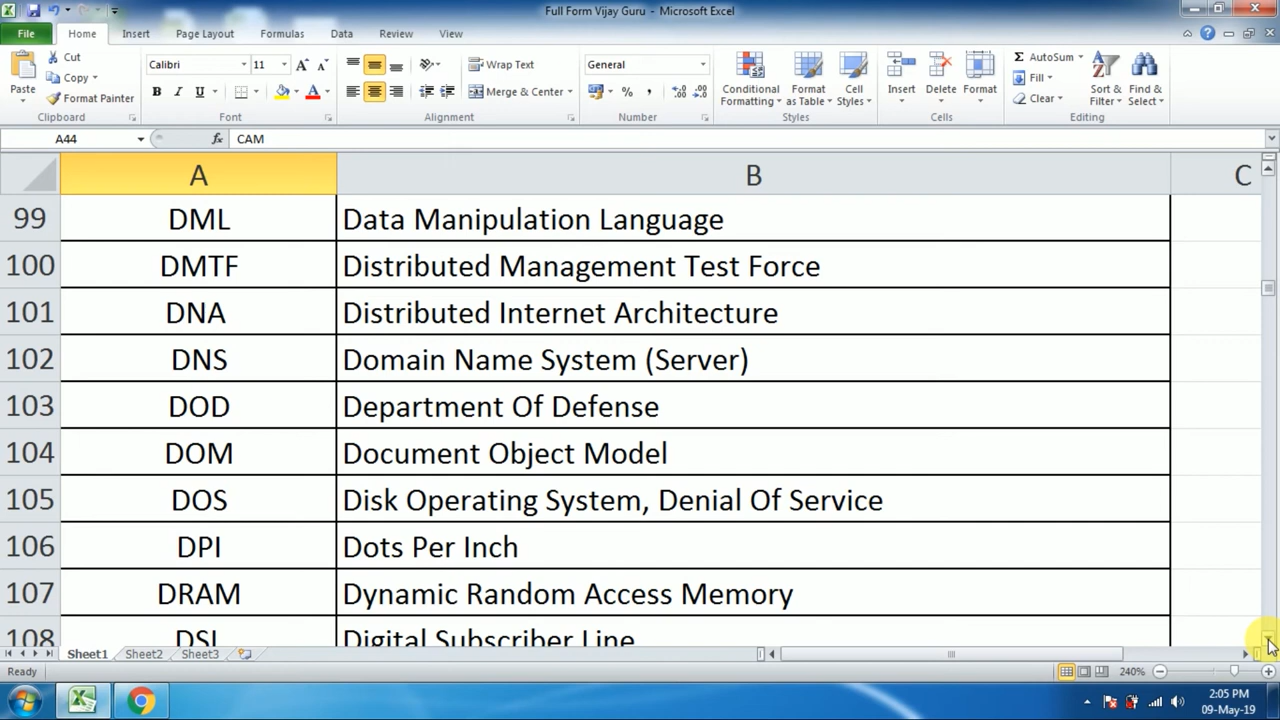 Full Form Vijay Guru - Microsoft Excel
File Home Insert Page Layout Formulas Data Review View
Paste Cut Copy Format Painter Clipboard
Calibri 11 B I U A Font
Wrap Text Merge & Center Alignment
General % , Number
Conditional Formatting Format as Table Cell Styles Styles
Insert Delete Format Cells
Σ AutoSum Fill Clear Sort & Filter Find & Select Editing
A44 fx CAM
A B C
99 DML Data Manipulation Language
100 DMTF Distributed Management Test Force
101 DNA Distributed Internet Architecture
102 DNS Domain Name System (Server)
103 DOD Department Of Defense
104 DOM Document Object Model
105 DOS Disk Operating System, Denial Of Service
106 DPI Dots Per Inch
107 DRAM Dynamic Random Access Memory
108 DSL Digital Subscriber Line
Sheet1 Sheet2 Sheet3
Ready 240%
2:05 PM
09-May-19